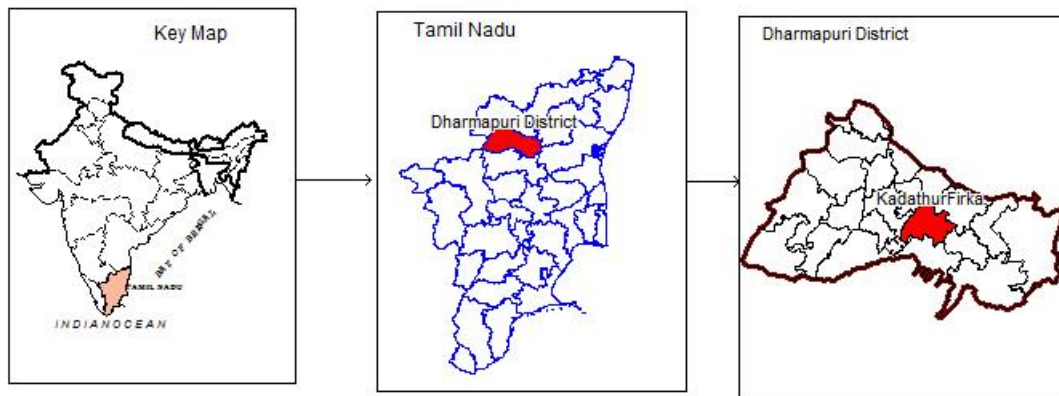 Key Map
BAY OF BENGAL
TAMIL NADU
INDIANOCEAN
Tamil Nadu
Dharmapuri District
Dharmapuri District
KadathurFirka